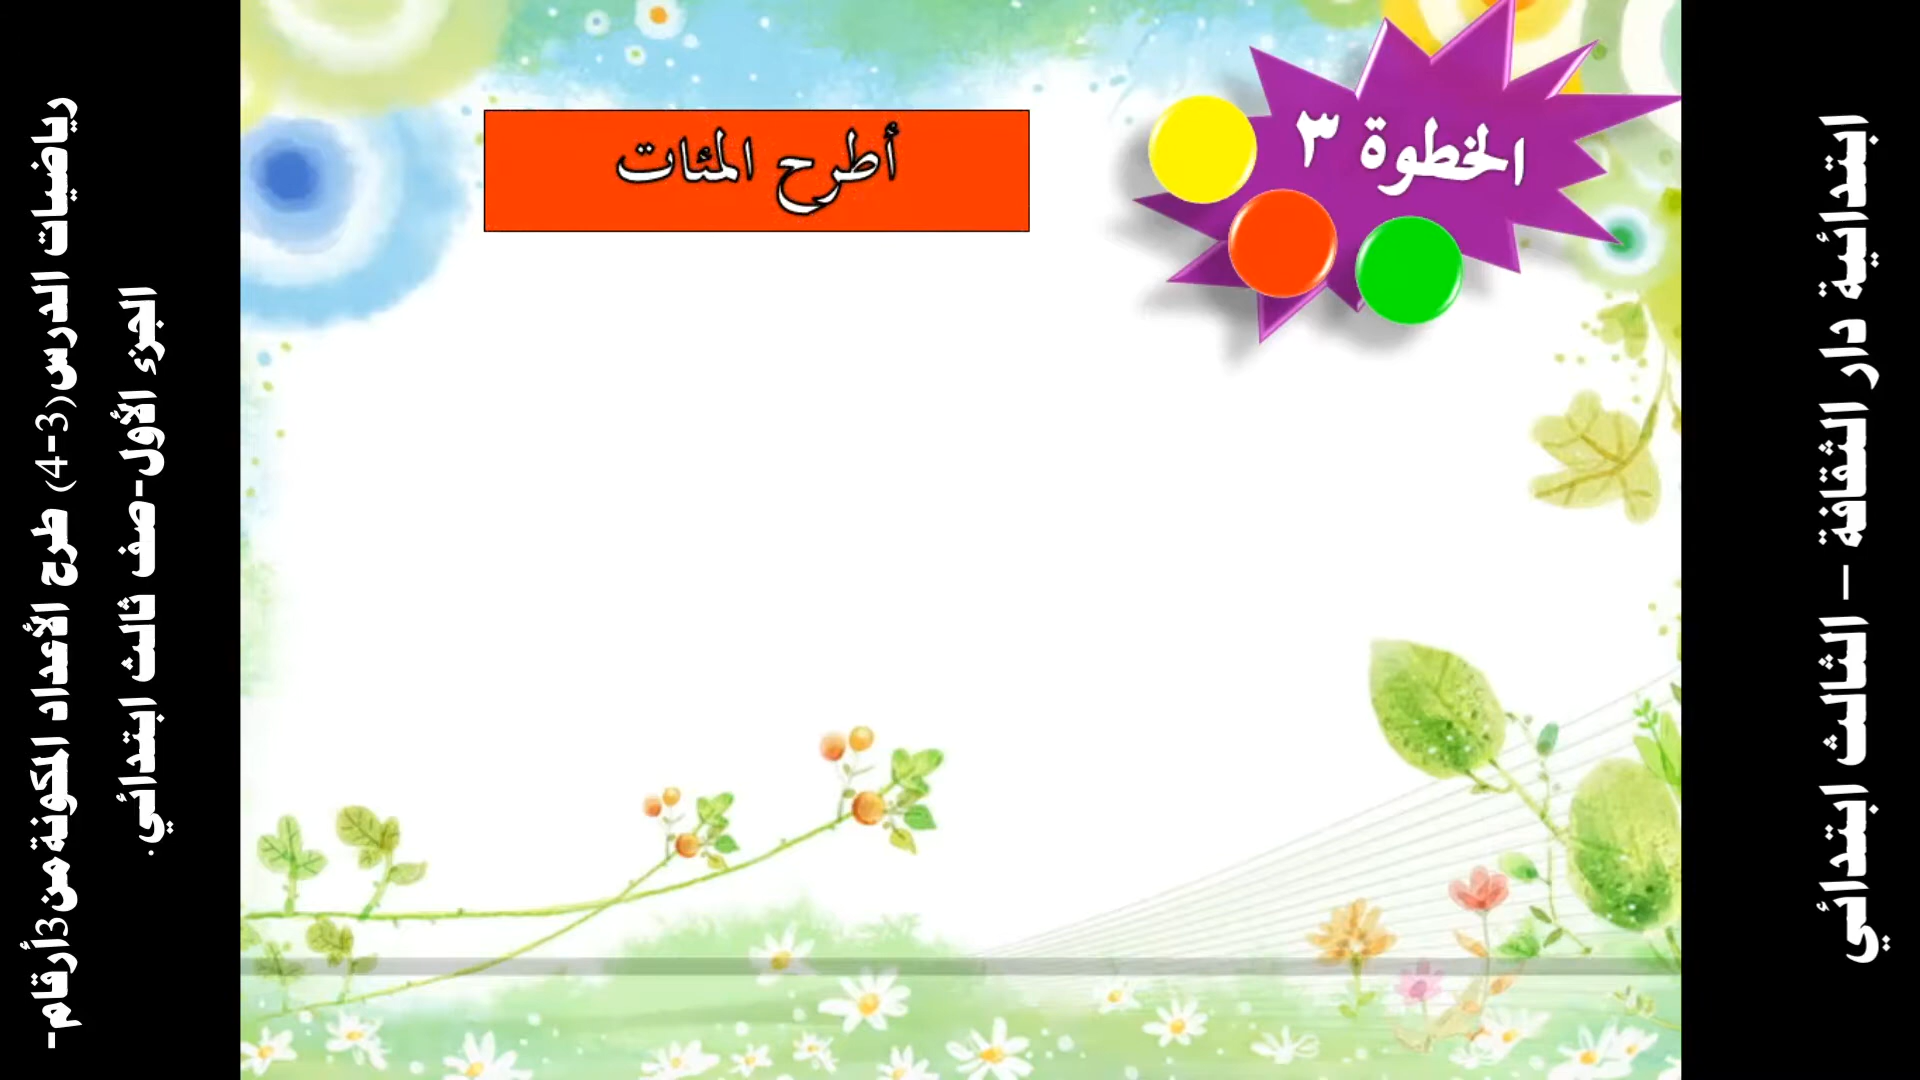 الخطوة ٣
أطرح المئات
ابتدائية دار الثقافة – الثالث ابتدائي
رياضيات الدرس(3-4) طرح الأعداد المكونة من3أرقام-
الجزء الأول-صف ثالث ابتدائي.